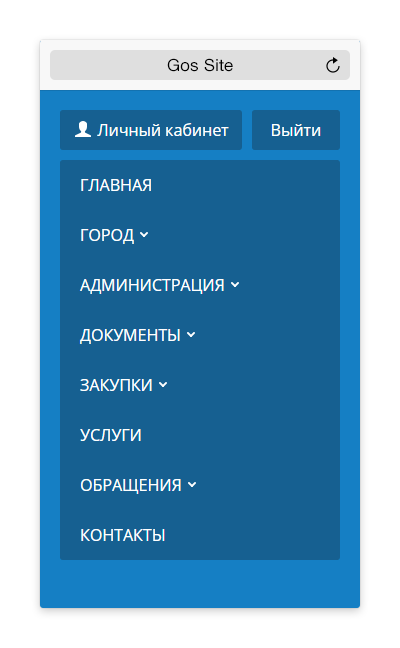 Gos Site
Личный кабинет Выйти
ГЛАВНАЯ
ГОРОД
АДМИНИСТРАЦИЯ
ДОКУМЕНТЫ
ЗАКУПКИ
УСЛУГИ
ОБРАЩЕНИЯ
КОНТАКТЫ